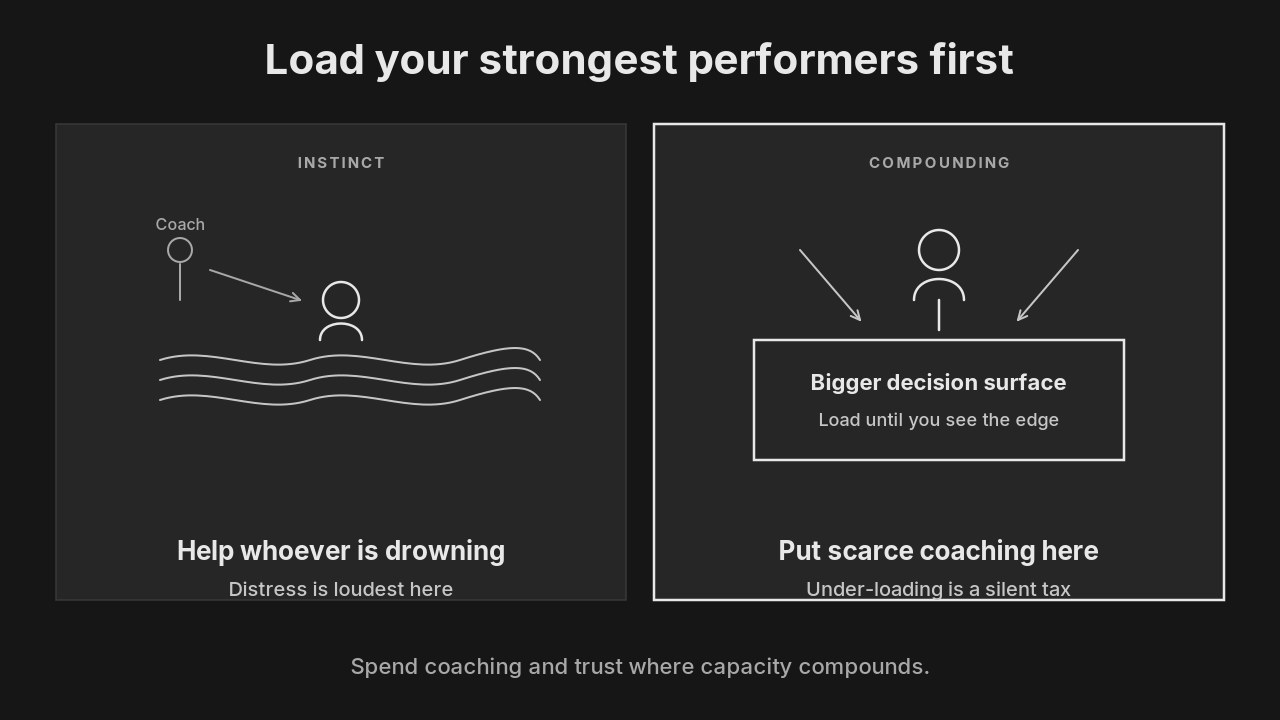 Load your strongest performers first
INSTINCT
Coach
Help whoever is drowning
Distress is loudest here
COMPOUNDING
Bigger decision surface
Load until you see the edge
Put scarce coaching here
Under-loading is a silent tax
Spend coaching and trust where capacity compounds.